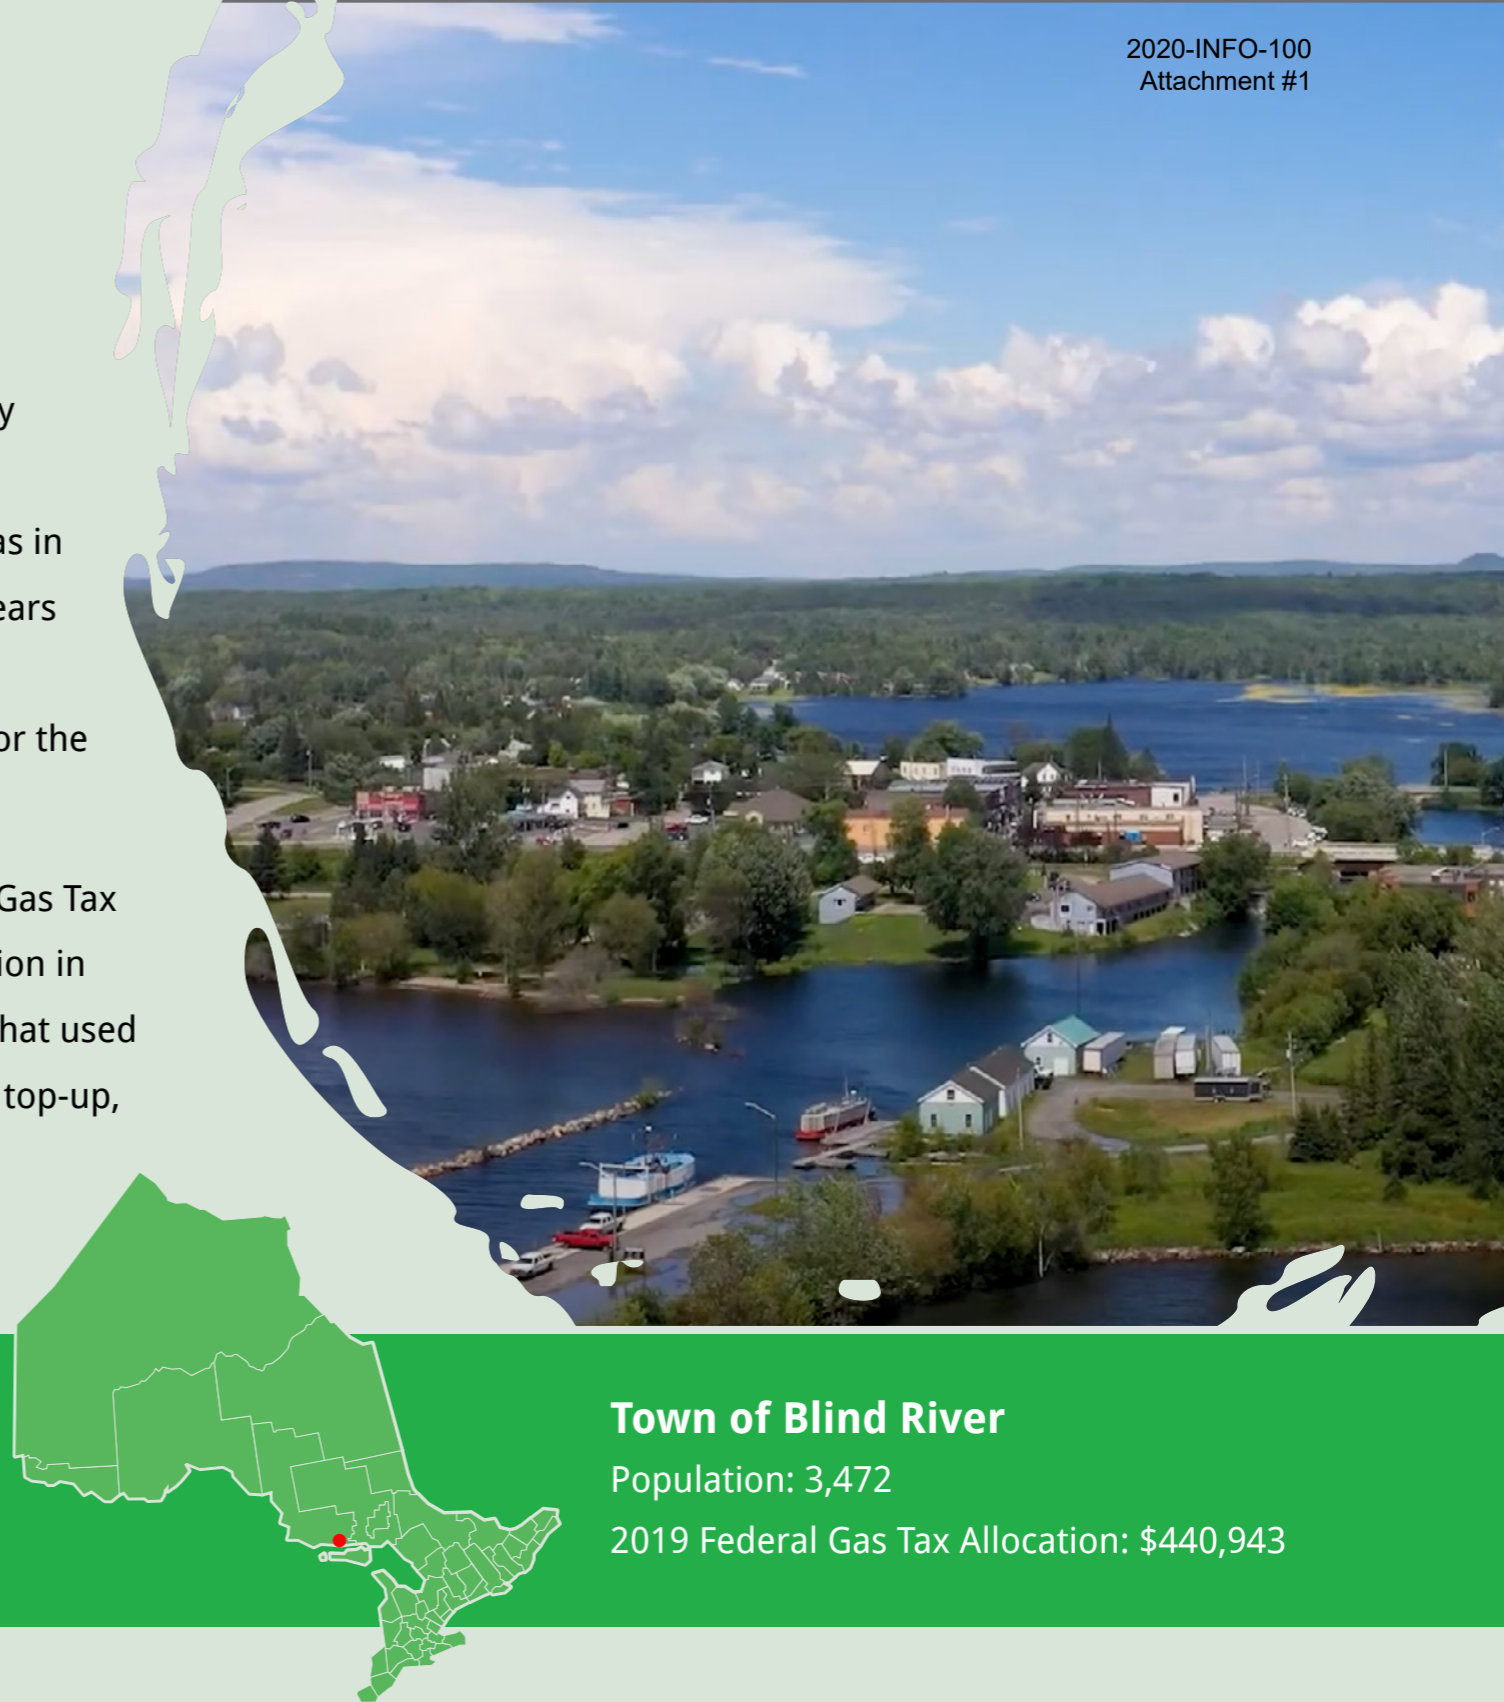 2020-INFO-100
Attachment #1
y
as in
ears
or the
Gas Tax
ion in
hat used
top-up,
Town of Blind River
Population: 3,472
2019 Federal Gas Tax Allocation: $440,943